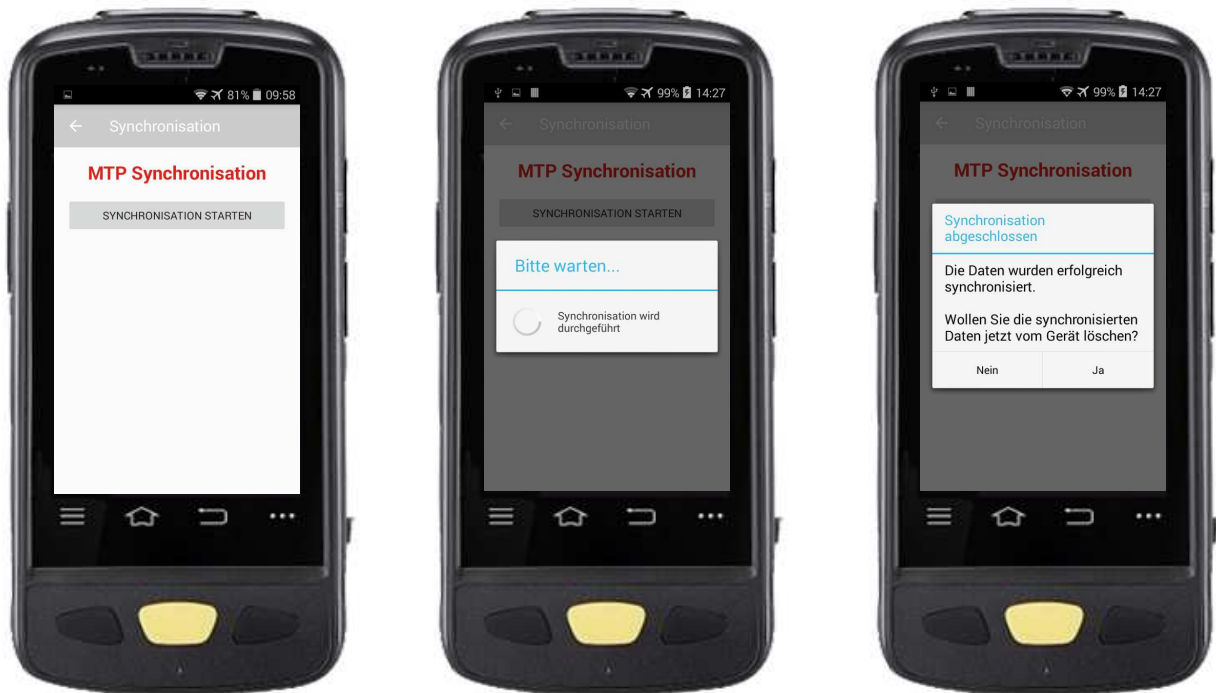 81% 09:58
Synchronisation
MTP Synchronisation
SYNCHRONISATION STARTEN
99% 14:27
Synchronisation
MTP Synchronisation
SYNCHRONISATION STARTEN
Bitte warten...
Synchronisation wird
durchgeführt
99% 14:27
Synchronisation
MTP Synchronisation
Synchronisation
abgeschlossen
Die Daten wurden erfolgreich
synchronisiert.
Wollen Sie die synchronisierten
Daten jetzt vom Gerät löschen?
Nein Ja